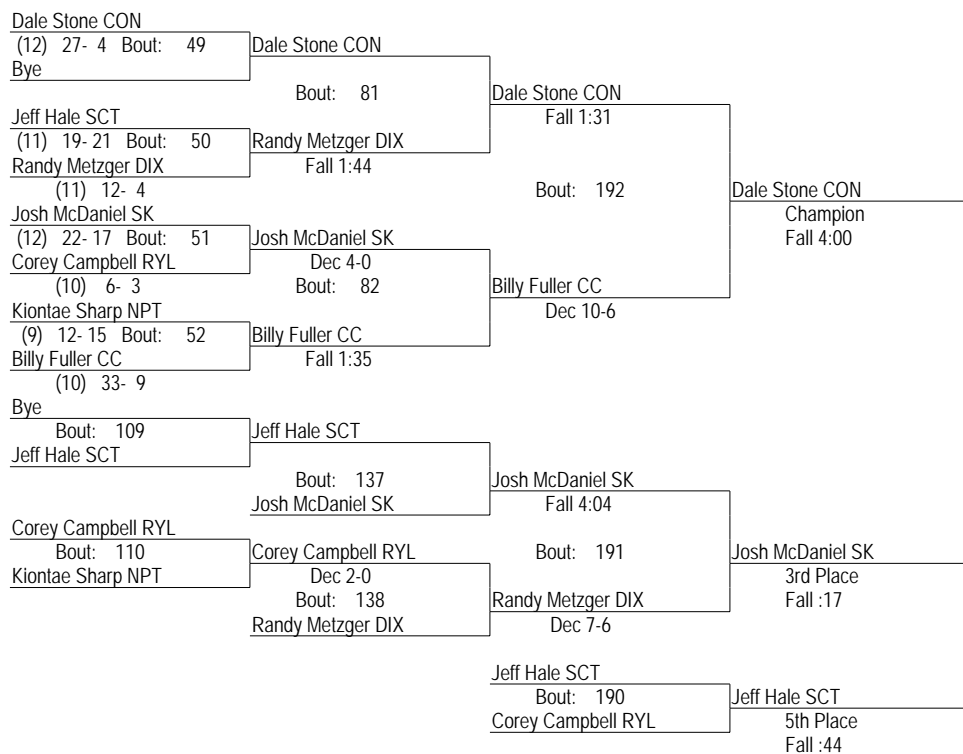 Dale Stone CON
(12) 27- 4 Bout: 49
Bye
Dale Stone CON
Bout: 81
Jeff Hale SCT
(11) 19- 21 Bout: 50
Randy Metzger DIX
(11) 12- 4
Randy Metzger DIX
Fall 1:44
Dale Stone CON
Fall 1:31
Bout: 192
Josh McDaniel SK
(12) 22- 17 Bout: 51
Corey Campbell RYL
(10) 6- 3
Josh McDaniel SK
Dec 4-0
Bout: 82
Kiontae Sharp NPT
(9) 12- 15 Bout: 52
Billy Fuller CC
(10) 33- 9
Billy Fuller CC
Fall 1:35
Billy Fuller CC
Dec 10-6
Dale Stone CON
Champion
Fall 4:00
Bye
Bout: 109
Jeff Hale SCT
Jeff Hale SCT
Bout: 137
Josh McDaniel SK
Josh McDaniel SK
Fall 4:04
Bout: 191
Corey Campbell RYL
Bout: 110
Kiontae Sharp NPT
Corey Campbell RYL
Dec 2-0
Bout: 138
Randy Metzger DIX
Randy Metzger DIX
Dec 7-6
Josh McDaniel SK
3rd Place
Fall :17
Jeff Hale SCT
Bout: 190
Corey Campbell RYL
Jeff Hale SCT
5th Place
Fall :44